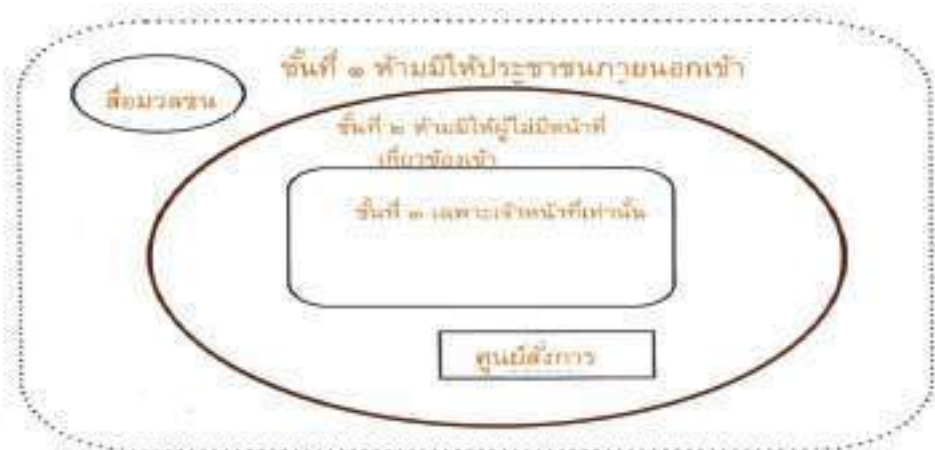 ชั้นที่ ๑ ห้ามมิให้ประชาชนภายนอกเข้า
สื่อมวลชน
ชั้นที่ ๒ ห้ามมิให้ผู้ไม่มีหน้าที่
เกี่ยวข้องเข้า
ชั้นที่ ๓ เฉพาะเจ้าหน้าที่เท่านั้น
ศูนย์สั่งการ